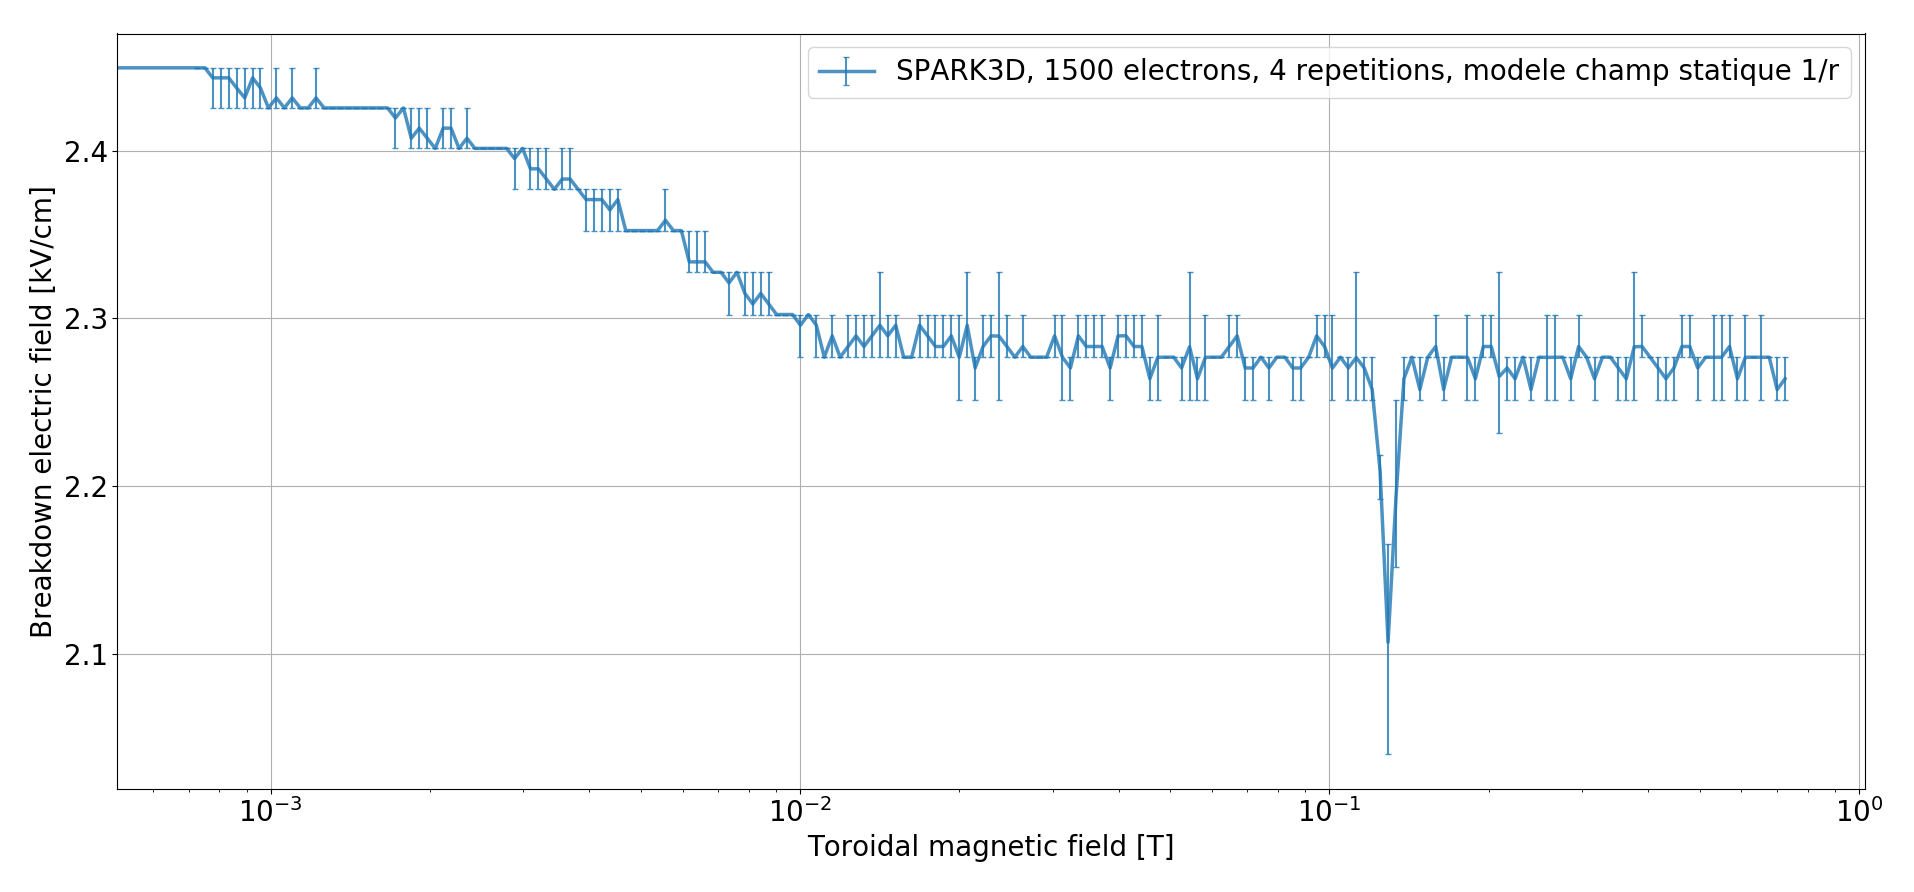 SPARK3D, 1500 electrons, 4 repetitions, modele champ statique 1/r
Breakdown electric field [kV/cm]
2.4
2.3
2.2
2.1
10⁻³ 10⁻² 10⁻¹ 10⁰
Toroidal magnetic field [T]